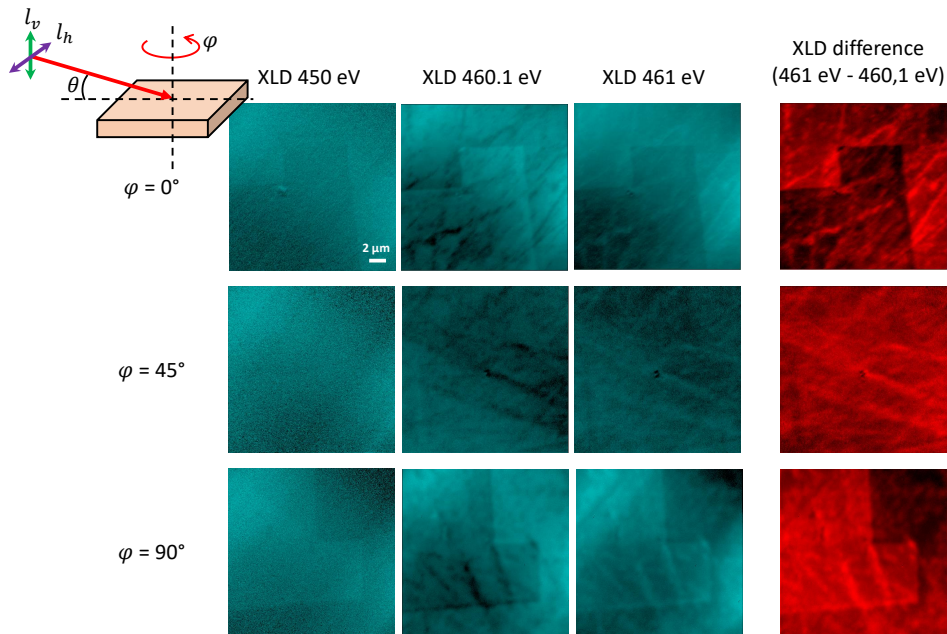 l_v
l_h
φ
θ
XLD 450 eV
XLD 460.1 eV
XLD 461 eV
XLD difference
(461 eV - 460,1 eV)
φ = 0°
2 μm
φ = 45°
φ = 90°